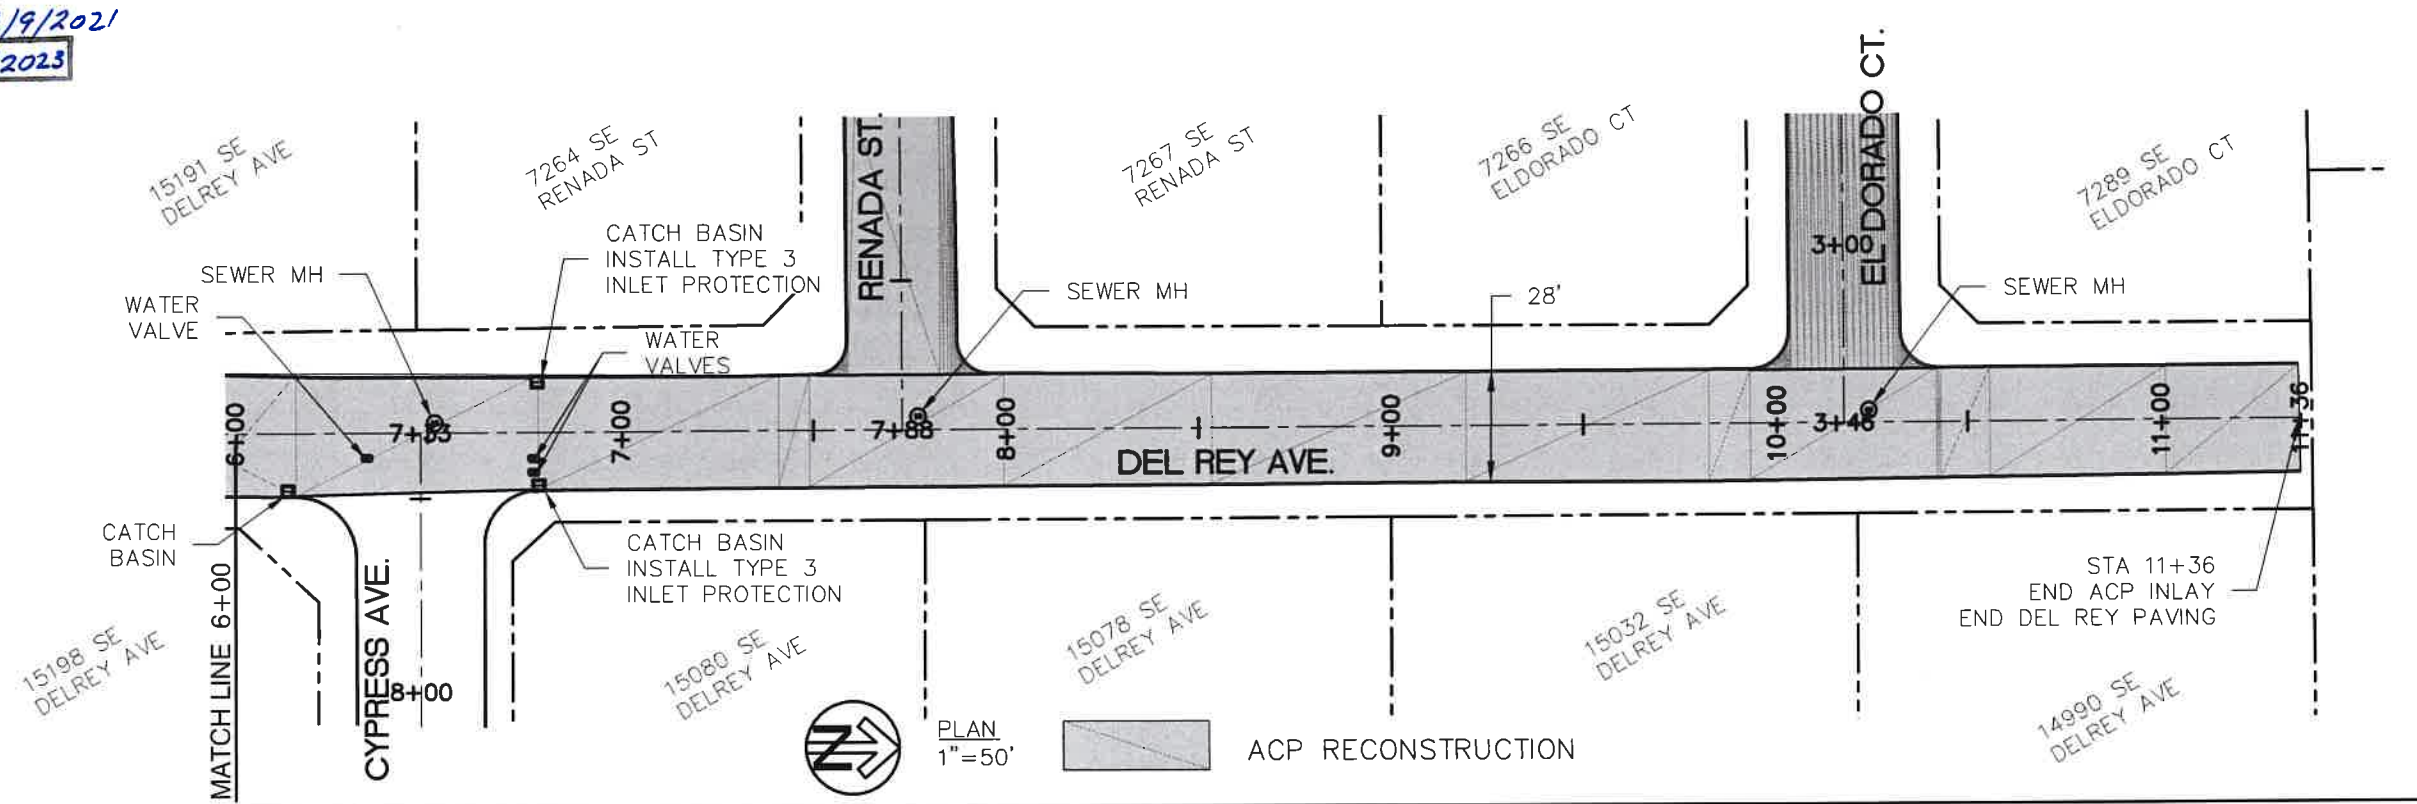 /9/2021
2023
15191 SE
DELREY AVE
7264 SE
RENADA ST
RENADA ST.
7267 SE
RENADA ST
7266 SE
ELDORADO CT
EL DORADO CT.
7289 SE
ELDORADO CT
SEWER MH
WATER
VALVE
CATCH BASIN
INSTALL TYPE 3
INLET PROTECTION
WATER
VALVES
SEWER MH
28'
3+00
SEWER MH
6+00
7+33
7+00
7+88
8+00
DEL REY AVE.
9+00
10+00
3+46
11+00
11+36
CATCH
BASIN
MATCH LINE 6+00
CYPRESS AVE.
8+00
CATCH BASIN
INSTALL TYPE 3
INLET PROTECTION
STA 11+36
END ACP INLAY
END DEL REY PAVING
15198 SE
DELREY AVE
15080 SE
DELREY AVE
15078 SE
DELREY AVE
15032 SE
DELREY AVE
14990 SE
DELREY AVE
N
PLAN
1"=50'
ACP RECONSTRUCTION